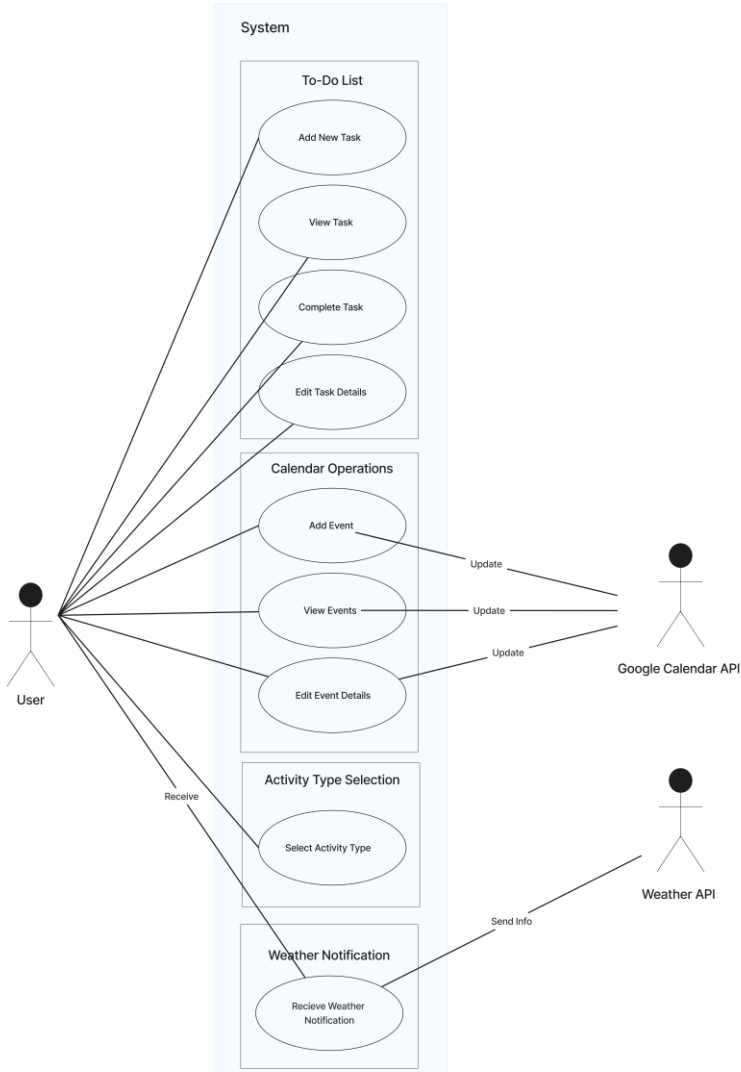 System
To-Do List
Add New Task
View Task
Complete Task
Edit Task Details
Calendar Operations
Add Event
Update
View Events
Update
Update
Edit Event Details
Google Calendar API
User
Activity Type Selection
Receive
Select Activity Type
Weather API
Send Info
Weather Notification
Recieve Weather
Notification